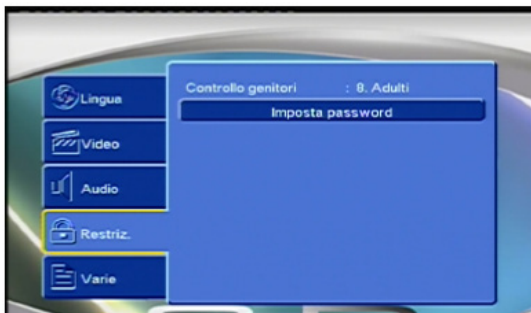 Lingua
Video
Audio
Restriz.
Varie
Controllo genitori : 8. Adulti
Imposta password